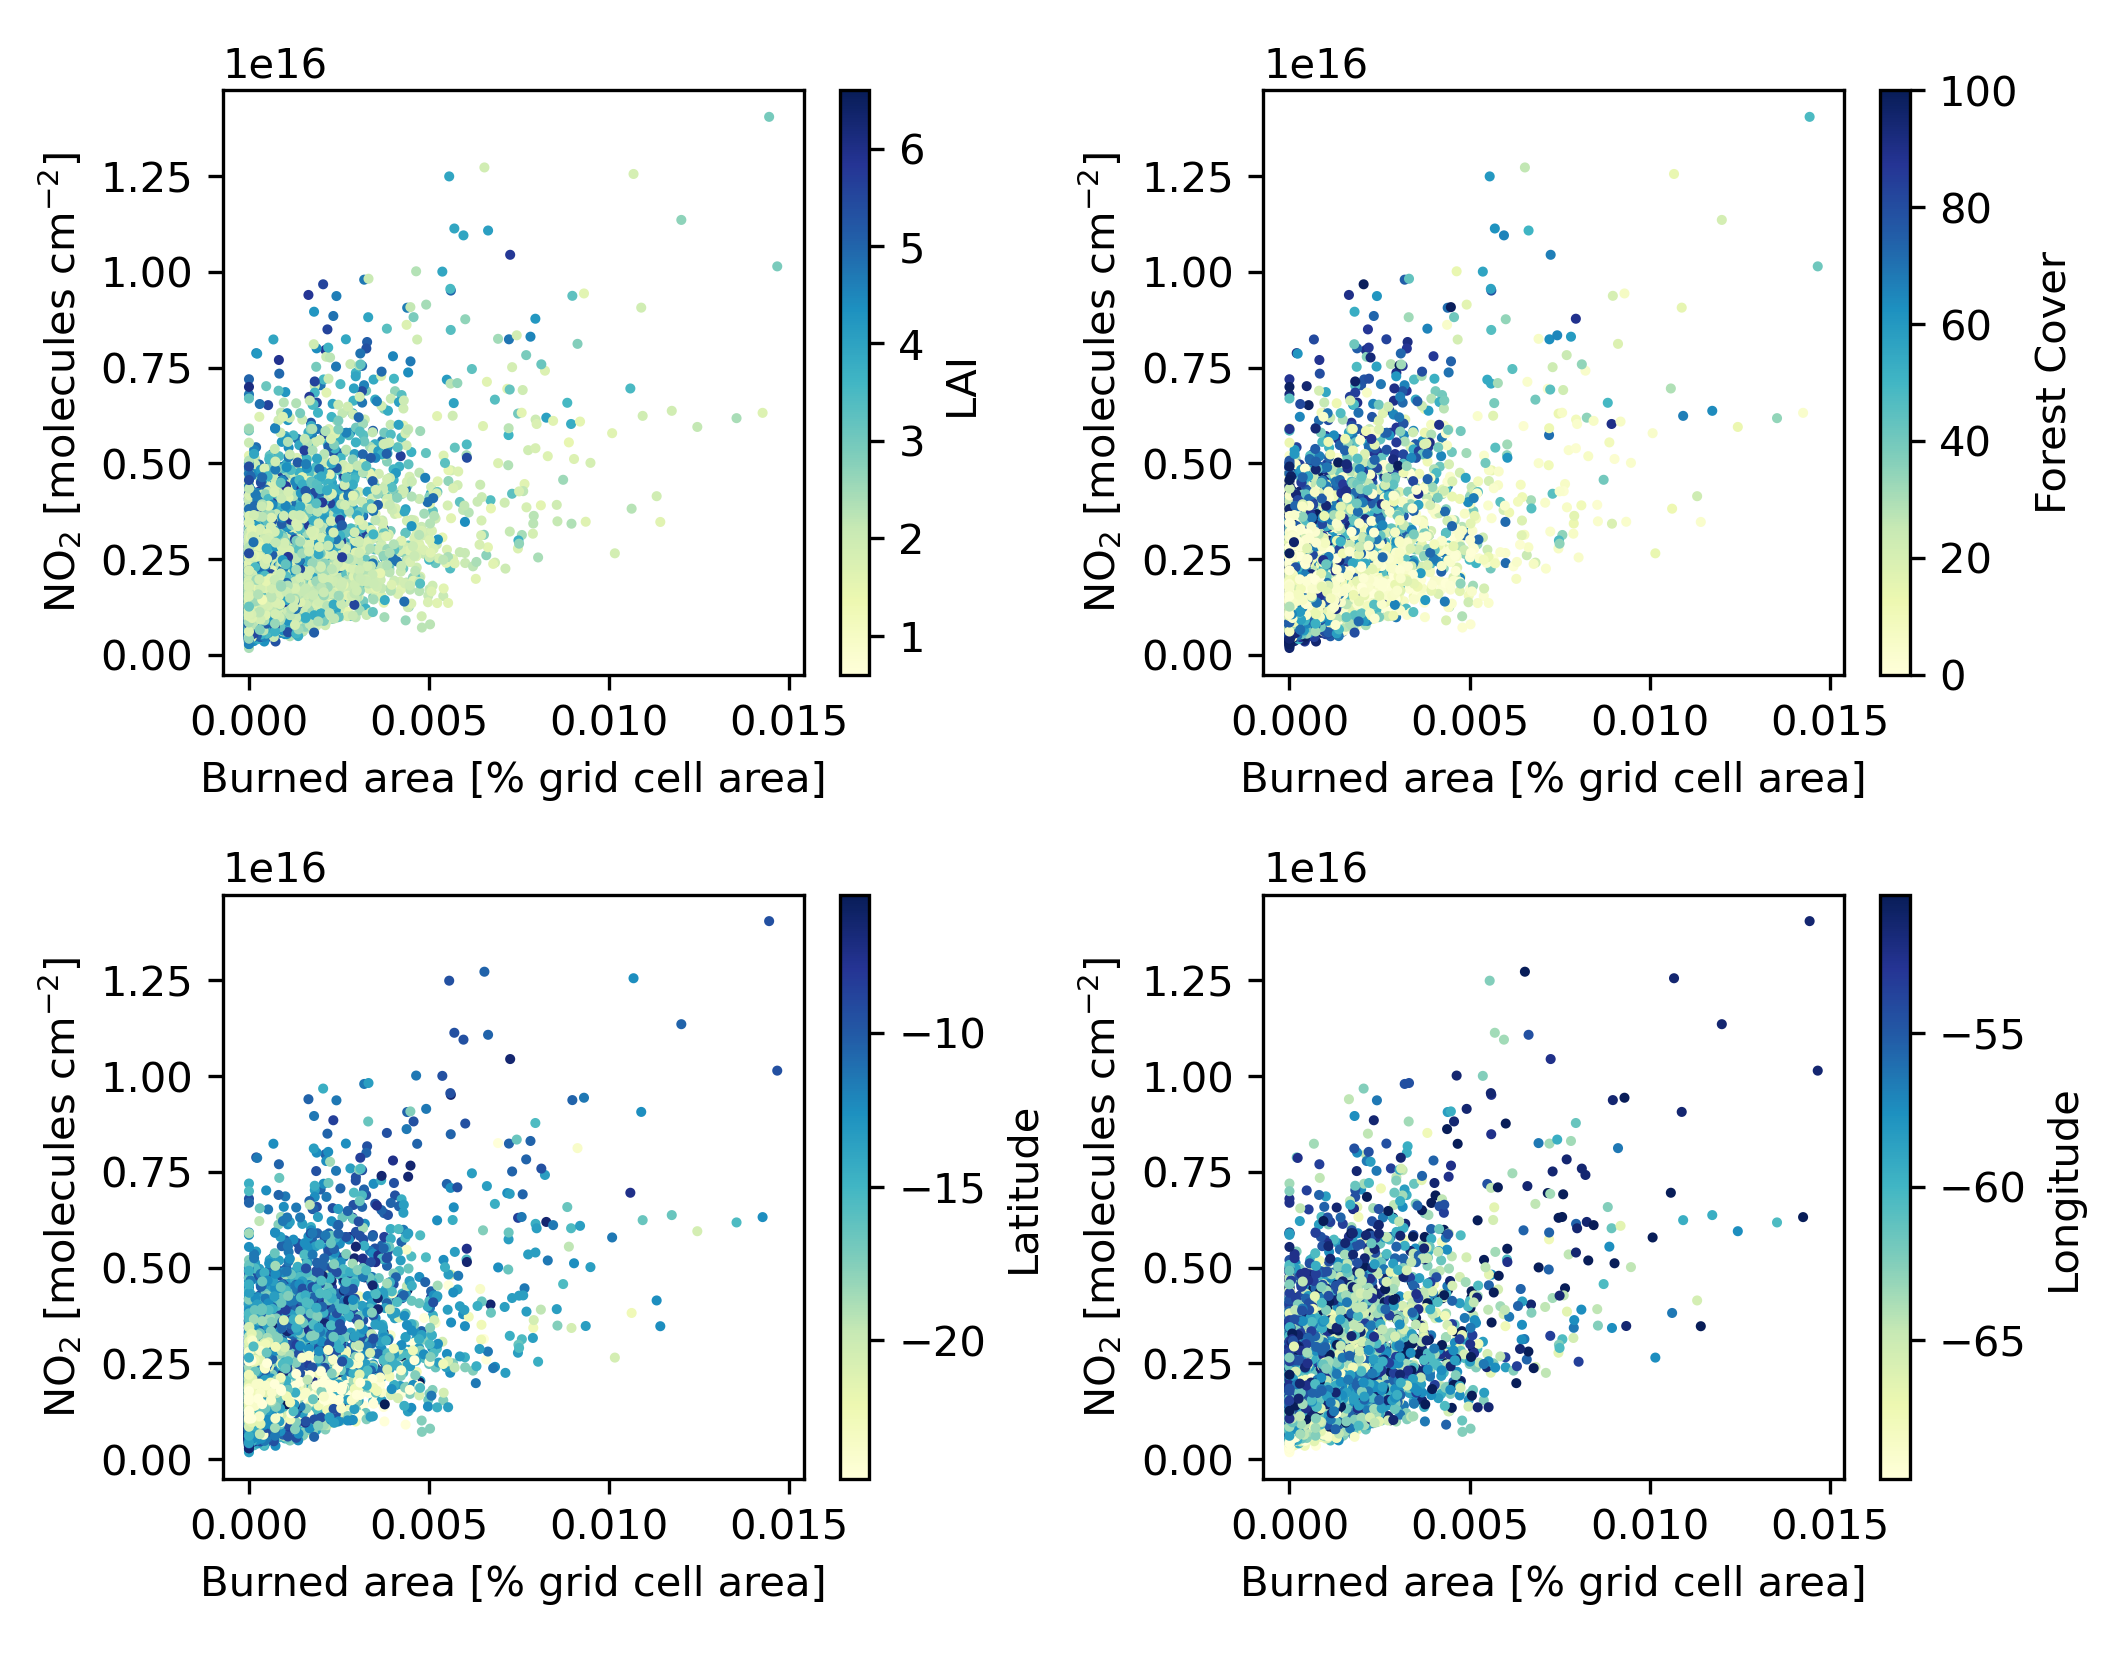 1e16
1.25
1.00
0.75
0.50
0.25
0.00
NO₂ [molecules cm⁻²]
0.000 0.005 0.010 0.015
Burned area [% grid cell area]
6
5
4
3
2
1
LAI
1e16
1.25
1.00
0.75
0.50
0.25
0.00
NO₂ [molecules cm⁻²]
0.000 0.005 0.010 0.015
Burned area [% grid cell area]
100
80
60
40
20
0
Forest Cover
1e16
1.25
1.00
0.75
0.50
0.25
0.00
NO₂ [molecules cm⁻²]
0.000 0.005 0.010 0.015
Burned area [% grid cell area]
−10
−15
−20
Latitude
1e16
1.25
1.00
0.75
0.50
0.25
0.00
NO₂ [molecules cm⁻²]
0.000 0.005 0.010 0.015
Burned area [% grid cell area]
−55
−60
−65
Longitude